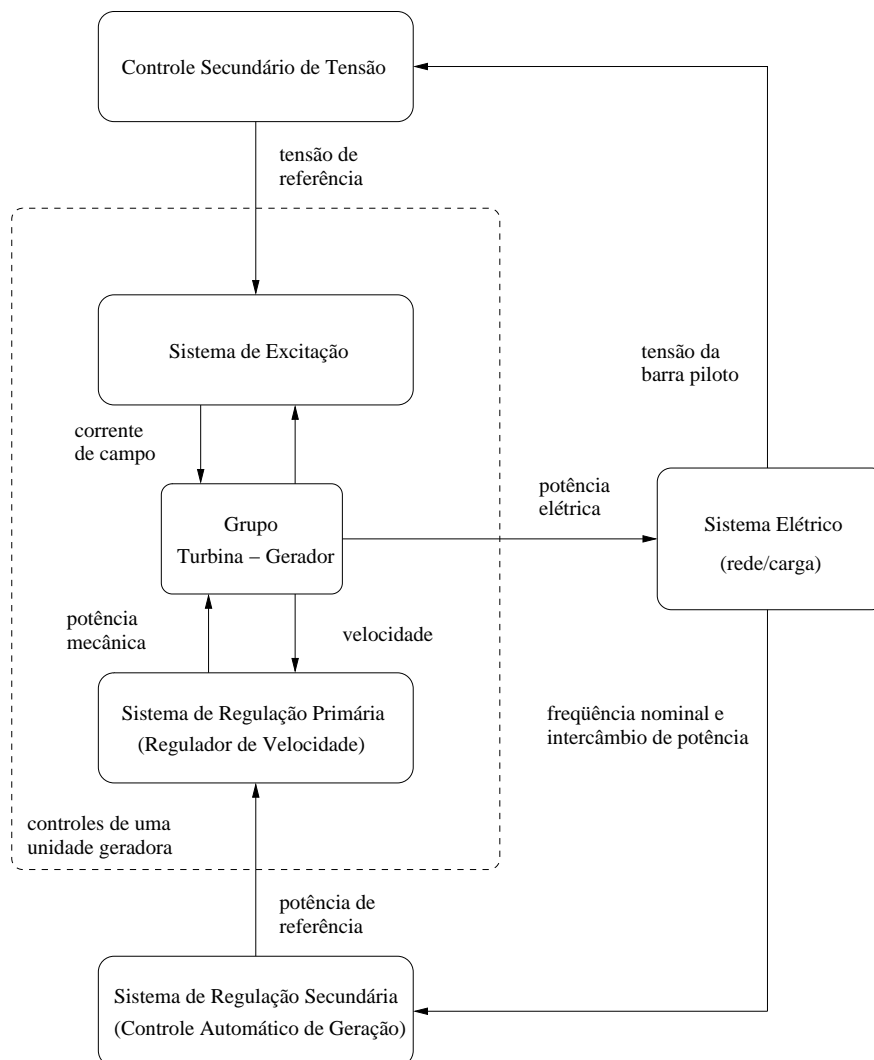 Controle Secundário de Tensão
tensão de
referência
Sistema de Excitação
tensão da
barra piloto
corrente
de campo
potência
elétrica
Grupo
Turbina – Gerador
Sistema Elétrico
(rede/carga)
potência
mecânica
velocidade
Sistema de Regulação Primária
(Regulador de Velocidade)
freqüência nominal e
intercâmbio de potência
controles de uma
unidade geradora
potência de
referência
Sistema de Regulação Secundária
(Controle Automático de Geração)